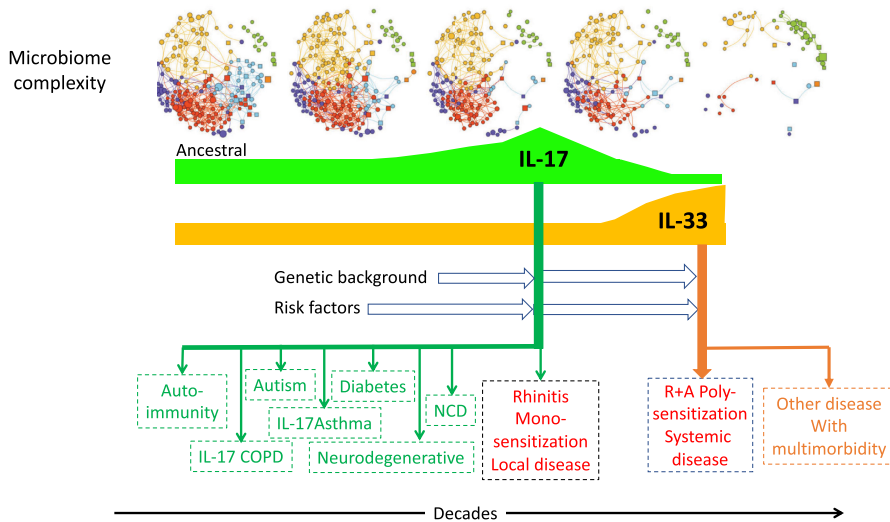 Microbiome
complexity
Ancestral
IL-17
IL-33
Genetic background
Risk factors
Auto-
immunity
IL-17 COPD
Autism
IL-17Asthma
Diabetes
Neurodegenerative
NCD
Rhinitis
Mono-
sensitization
Local disease
R+A Poly-
sensitization
Systemic
disease
Other disease
With
multimorbidity
Decades